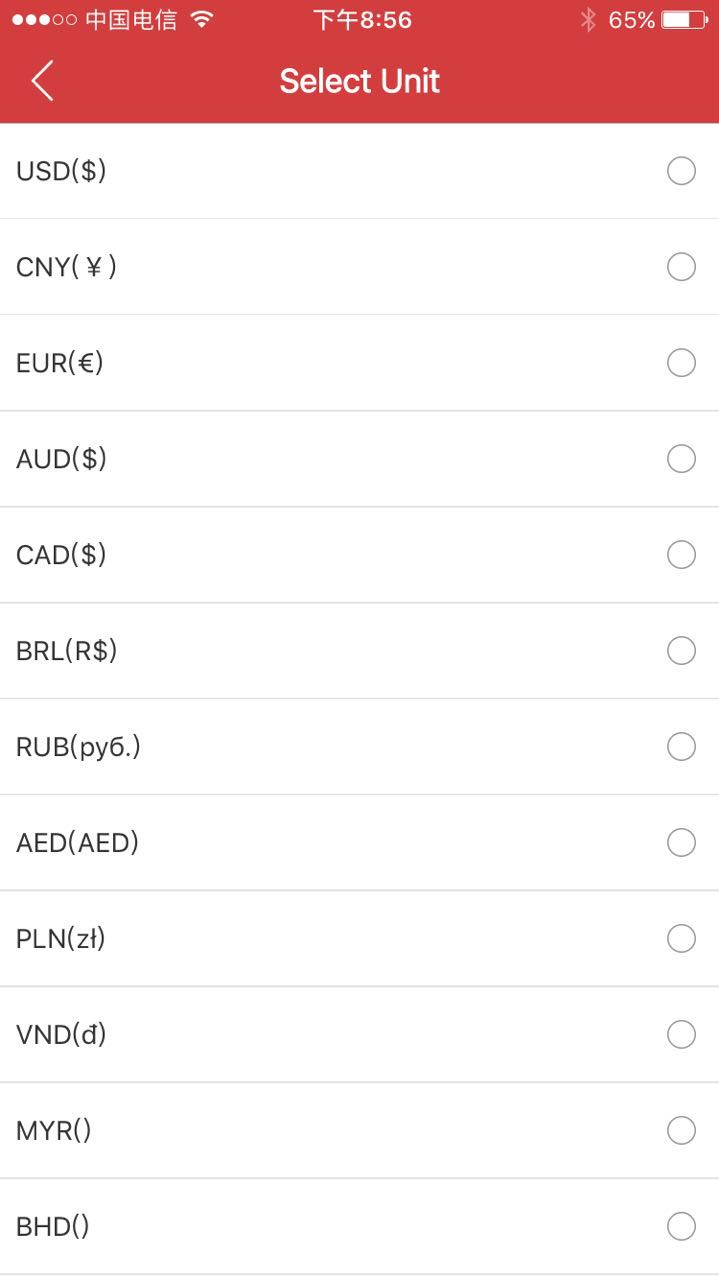 中国电信 下午8:56 65%
Select Unit
USD($)
CNY(￥)
EUR(€)
AUD($)
CAD($)
BRL(R$)
RUB(руб.)
AED(AED)
PLN(zł)
VND(đ)
MYR()
BHD()